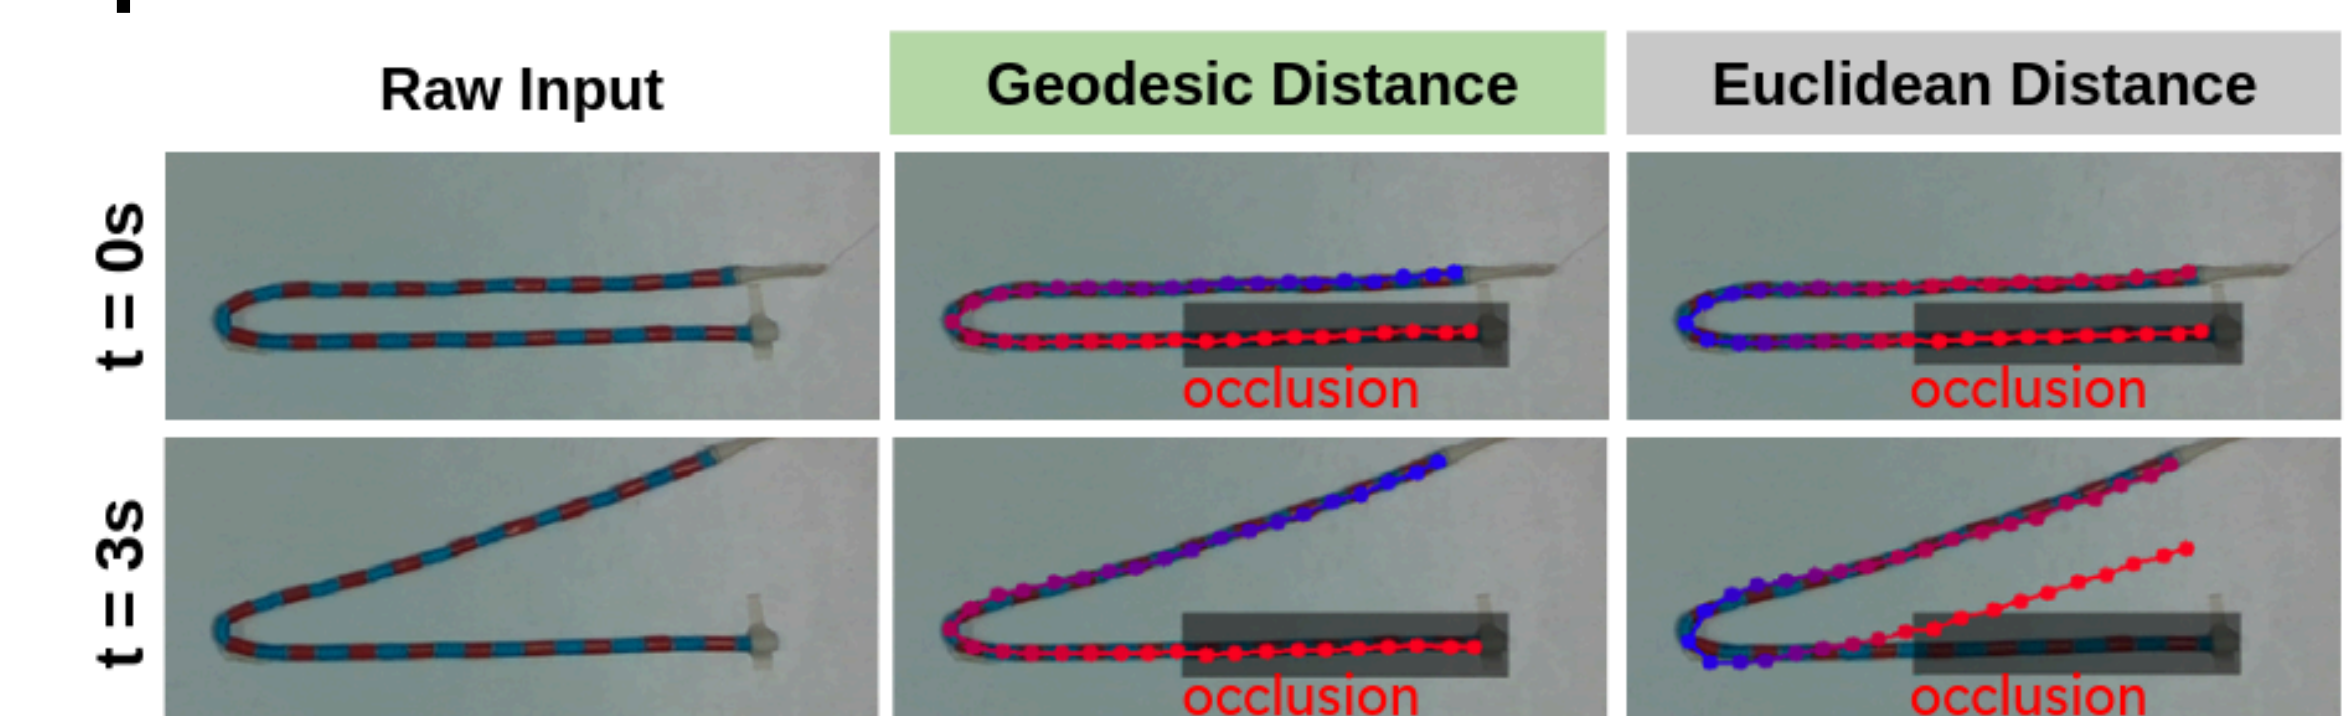 Raw Input
Geodesic Distance
Euclidean Distance
t = 0s
occlusion
occlusion
t = 3s
occlusion
occlusion